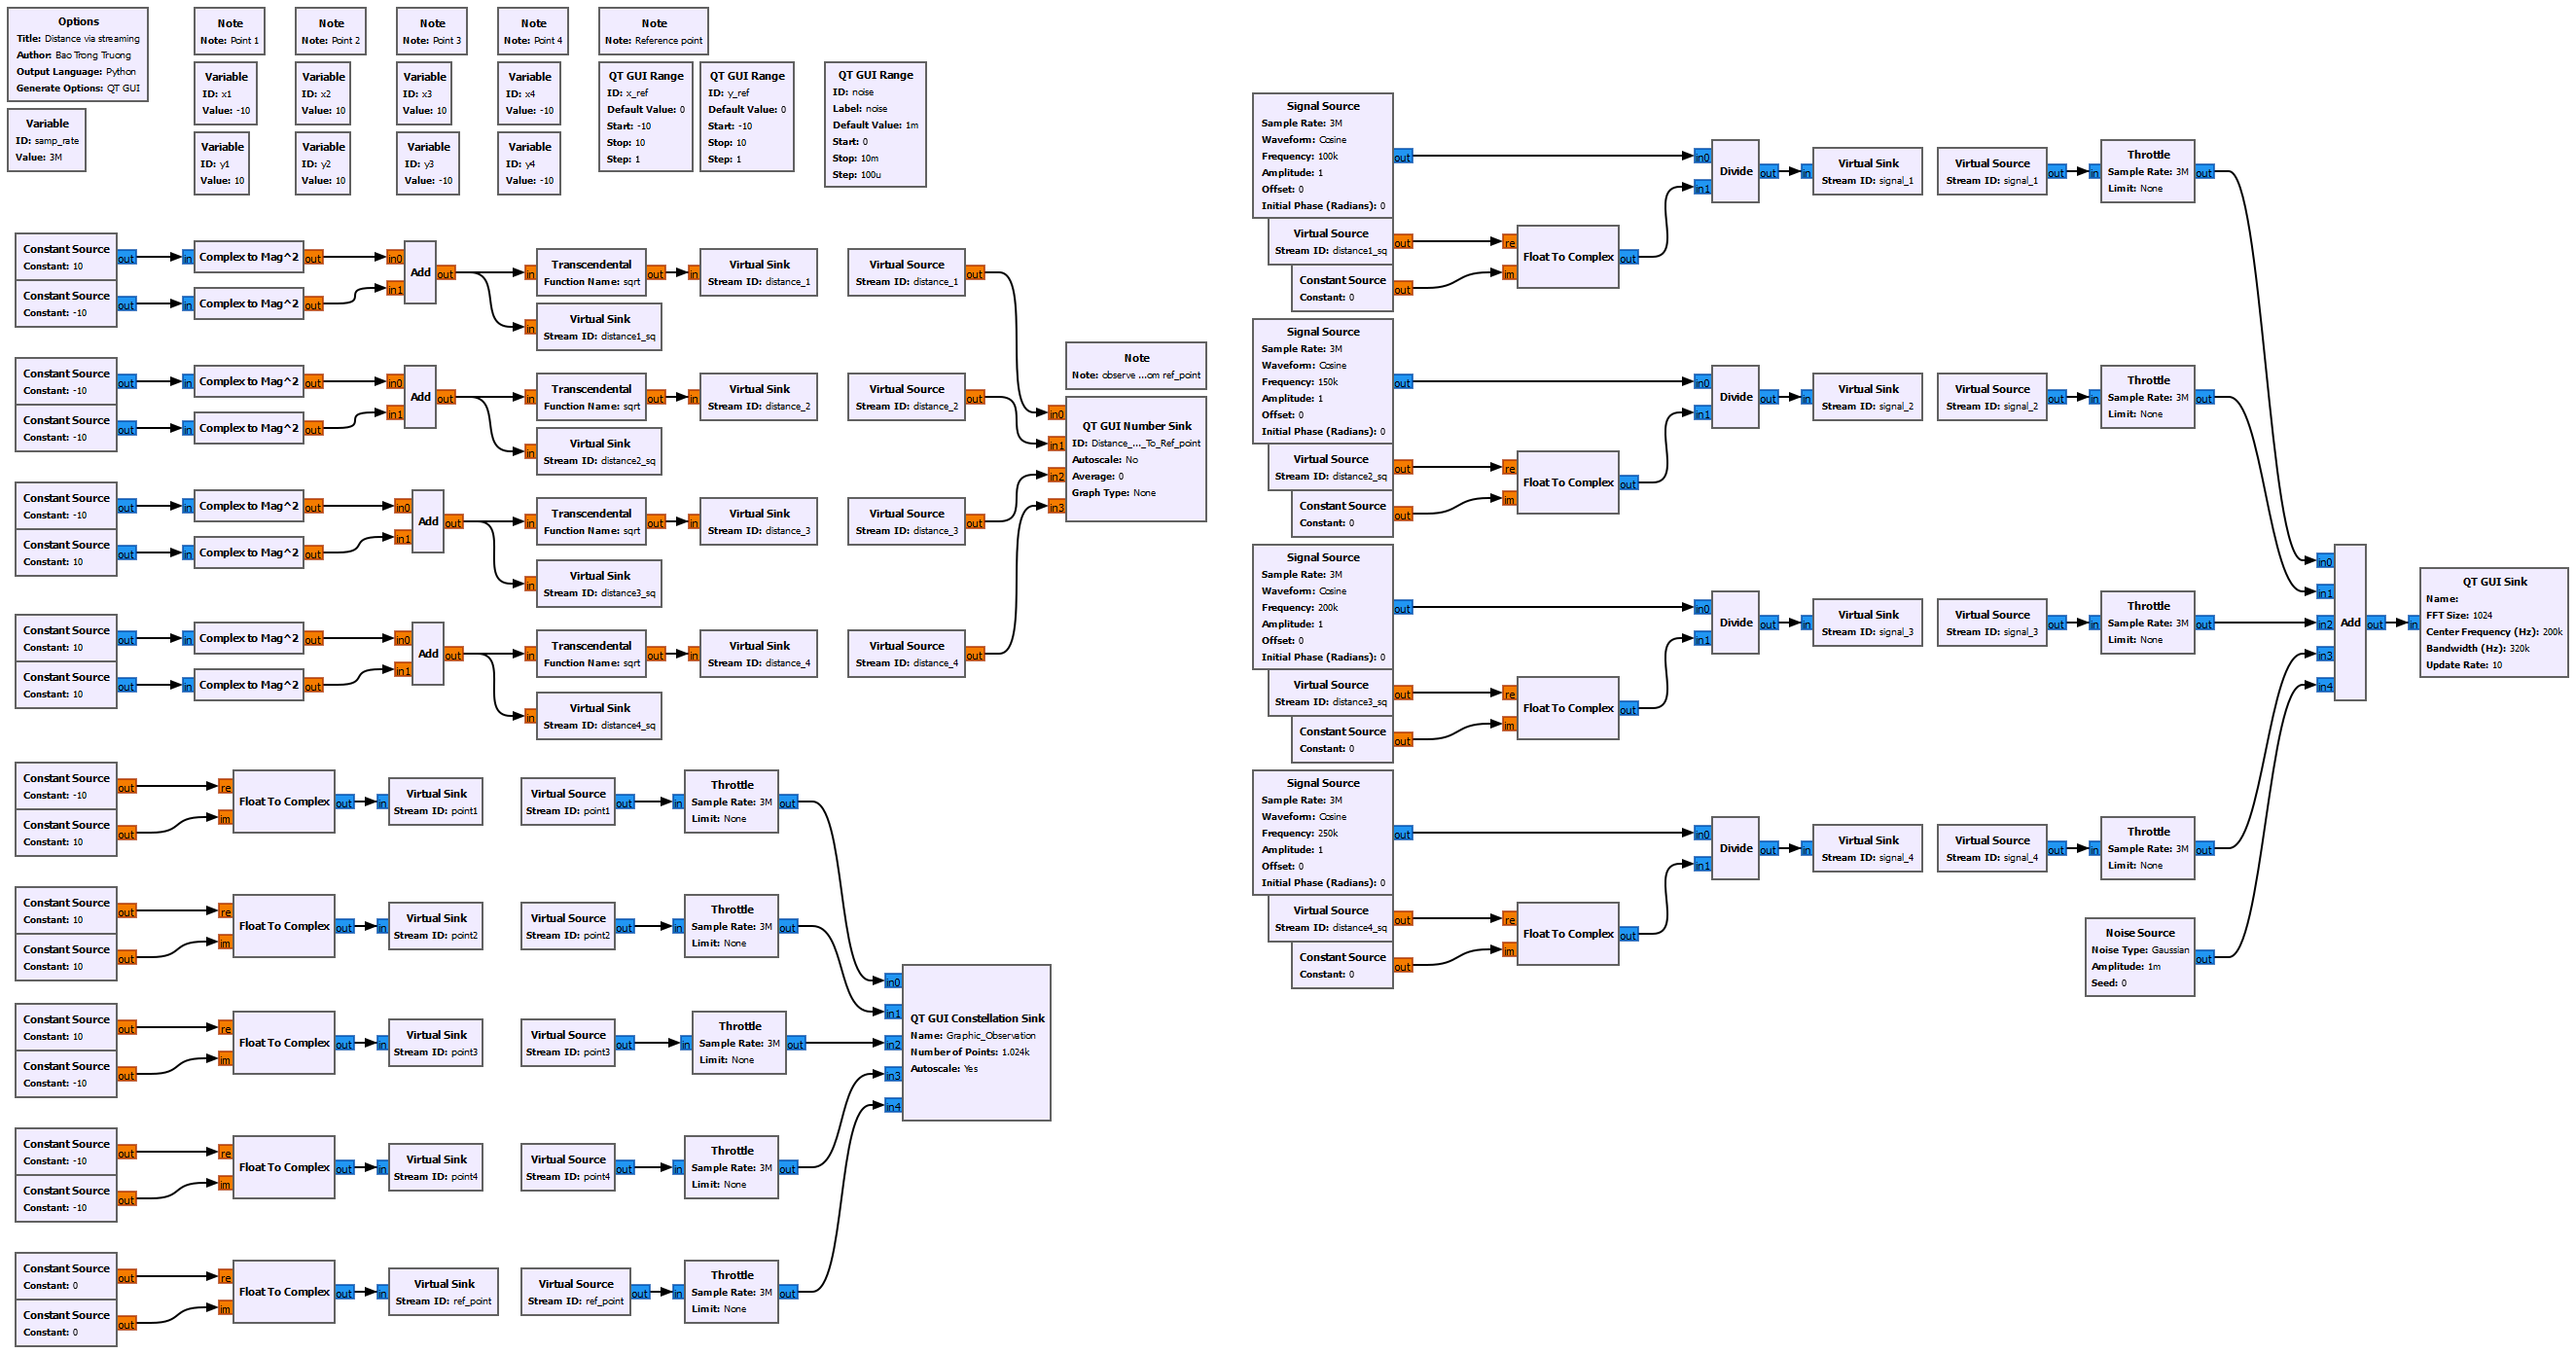 Options
Title: Distance via streaming
Author: Bao Trong Truong
Output Language: Python
Generate Options: QT GUI
Variable
ID: samp_rate
Value: 3M
Note
Note: Point 1
Variable
ID: x1
Value: -10
Variable
ID: y1
Value: 10
Note
Note: Point 2
Variable
ID: x2
Value: 10
Variable
ID: y2
Value: 10
Note
Note: Point 3
Variable
ID: x3
Value: 10
Variable
ID: y3
Value: -10
Note
Note: Point 4
Variable
ID: x4
Value: -10
Variable
ID: y4
Value: -10
Note
Note: Reference point
QT GUI Range
ID: x_ref
Default Value: 0
Start: -10
Stop: 10
Step: 1
QT GUI Range
ID: y_ref
Default Value: 0
Start: -10
Stop: 10
Step: 1
QT GUI Range
ID: noise
Label: noise
Default Value: 1m
Start: 0
Stop: 10m
Step: 100u
Constant Source
Constant: 10
out
Constant Source
Constant: -10
out
in Complex to Mag^2 out
in Complex to Mag^2 out
in0
in1
Add
out
in
Transcendental
Function Name: sqrt
out
in
Virtual Sink
Stream ID: distance_1
Virtual Source
Stream ID: distance_1
out
in
Virtual Sink
Stream ID: distance1_sq
Constant Source
Constant: -10
out
Constant Source
Constant: -10
out
in Complex to Mag^2 out
in Complex to Mag^2 out
in0
in1
Add
out
in
Transcendental
Function Name: sqrt
out
in
Virtual Sink
Stream ID: distance_2
Virtual Source
Stream ID: distance_2
out
in
Virtual Sink
Stream ID: distance2_sq
Constant Source
Constant: -10
out
Constant Source
Constant: 10
out
in Complex to Mag^2 out
in Complex to Mag^2 out
in0
in1
Add
out
in
Transcendental
Function Name: sqrt
out
in
Virtual Sink
Stream ID: distance_3
Virtual Source
Stream ID: distance_3
out
in
Virtual Sink
Stream ID: distance3_sq
Constant Source
Constant: 10
out
Constant Source
Constant: 10
out
in Complex to Mag^2 out
in Complex to Mag^2 out
in0
in1
Add
out
in
Transcendental
Function Name: sqrt
out
in
Virtual Sink
Stream ID: distance_4
Virtual Source
Stream ID: distance_4
out
in
Virtual Sink
Stream ID: distance4_sq
Note
Note: observe ...om ref_point
in0
in1
in2
in3
QT GUI Number Sink
ID: Distance_..._To_Ref_point
Autoscale: No
Average: 0
Graph Type: None
Constant Source
Constant: -10
out
Constant Source
Constant: 10
out
re
im
Float To Complex
out
in
Virtual Sink
Stream ID: point1
Virtual Source
Stream ID: point1
out
in
Throttle
Sample Rate: 3M
Limit: None
out
Constant Source
Constant: 10
out
Constant Source
Constant: 10
out
re
im
Float To Complex
out
in
Virtual Sink
Stream ID: point2
Virtual Source
Stream ID: point2
out
in
Throttle
Sample Rate: 3M
Limit: None
out
Constant Source
Constant: 10
out
Constant Source
Constant: -10
out
re
im
Float To Complex
out
in
Virtual Sink
Stream ID: point3
Virtual Source
Stream ID: point3
out
in
Throttle
Sample Rate: 3M
Limit: None
out
Constant Source
Constant: -10
out
Constant Source
Constant: -10
out
re
im
Float To Complex
out
in
Virtual Sink
Stream ID: point4
Virtual Source
Stream ID: point4
out
in
Throttle
Sample Rate: 3M
Limit: None
out
Constant Source
Constant: 0
out
Constant Source
Constant: 0
out
re
im
Float To Complex
out
in
Virtual Sink
Stream ID: ref_point
Virtual Source
Stream ID: ref_point
out
in
Throttle
Sample Rate: 3M
Limit: None
out
in0
in1
in2
in3
in4
QT GUI Constellation Sink
Name: Graphic_Observation
Number of Points: 1.024k
Autoscale: Yes
Signal Source
Sample Rate: 3M
Waveform: Cosine
Frequency: 100k
Amplitude: 1
Offset: 0
Initial Phase (Radians): 0
out
Virtual Source
Stream ID: distance1_sq
out
Constant Source
Constant: 0
out
re
im
Float To Complex
out
in0
in1
Divide
out
in
Virtual Sink
Stream ID: signal_1
Virtual Source
Stream ID: signal_1
out
in
Throttle
Sample Rate: 3M
Limit: None
out
Signal Source
Sample Rate: 3M
Waveform: Cosine
Frequency: 150k
Amplitude: 1
Offset: 0
Initial Phase (Radians): 0
out
Virtual Source
Stream ID: distance2_sq
out
Constant Source
Constant: 0
out
re
im
Float To Complex
out
in0
in1
Divide
out
in
Virtual Sink
Stream ID: signal_2
Virtual Source
Stream ID: signal_2
out
in
Throttle
Sample Rate: 3M
Limit: None
out
Signal Source
Sample Rate: 3M
Waveform: Cosine
Frequency: 200k
Amplitude: 1
Offset: 0
Initial Phase (Radians): 0
out
Virtual Source
Stream ID: distance3_sq
out
Constant Source
Constant: 0
out
re
im
Float To Complex
out
in0
in1
Divide
out
in
Virtual Sink
Stream ID: signal_3
Virtual Source
Stream ID: signal_3
out
in
Throttle
Sample Rate: 3M
Limit: None
out
Signal Source
Sample Rate: 3M
Waveform: Cosine
Frequency: 250k
Amplitude: 1
Offset: 0
Initial Phase (Radians): 0
out
Virtual Source
Stream ID: distance4_sq
out
Constant Source
Constant: 0
out
re
im
Float To Complex
out
in0
in1
Divide
out
in
Virtual Sink
Stream ID: signal_4
Virtual Source
Stream ID: signal_4
out
in
Throttle
Sample Rate: 3M
Limit: None
out
Noise Source
Noise Type: Gaussian
Amplitude: 1m
Seed: 0
out
in0
in1
in2
in3
in4
Add
out
in
QT GUI Sink
Name:
FFT Size: 1024
Center Frequency (Hz): 200k
Bandwidth (Hz): 320k
Update Rate: 10